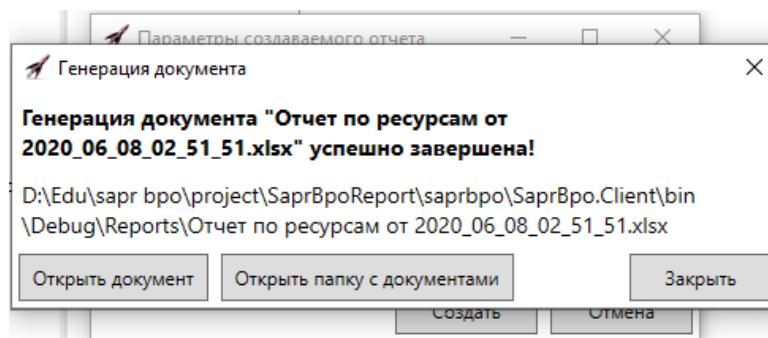 Параметры создаваемого отчета
Генерация документа
Генерация документа "Отчет по ресурсам от
2020_06_08_02_51_51.xlsx" успешно завершена!
D:\Edu\sapr bpo\project\SaprBpoReport\saprbpo\SaprBpo.Client\bin
\Debug\Reports\Отчет по ресурсам от 2020_06_08_02_51_51.xlsx
Открыть документ Открыть папку с документами Закрыть
Создать Отмена